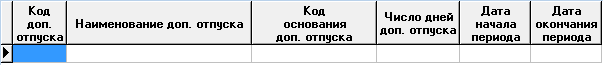 Код
доп.
отпуска
Наименование доп. отпуска
Код
основания
доп. отпуска
Число дней
доп. отпуска
Дата
начала
периода
Дата
окончания
периода